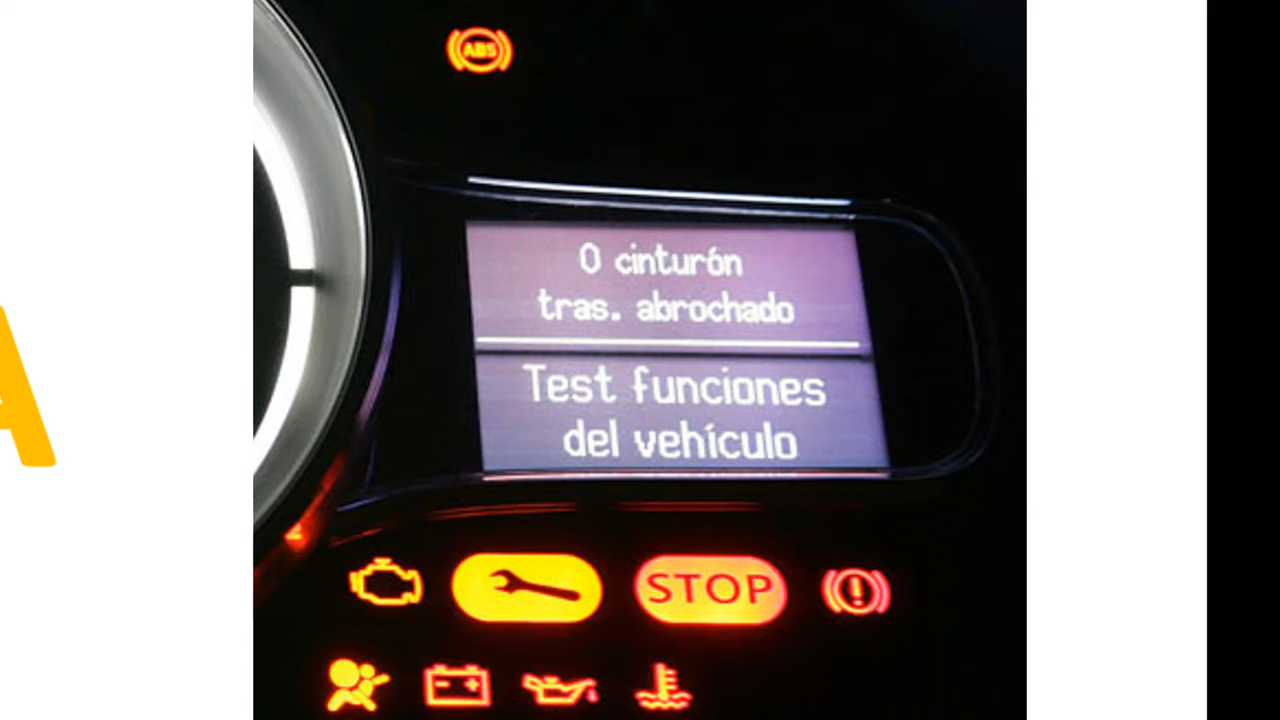 A
ABS
0 cinturón
tras. abrochado
Test funciones
del vehículo
STOP